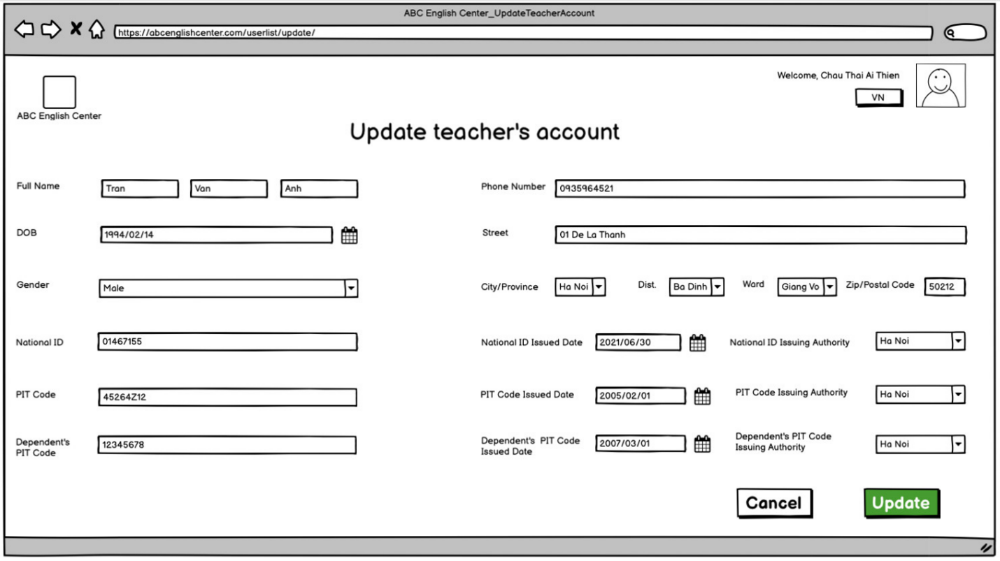 ABC English Center_UpdateTeacherAccount
https://abcenglishcenter.com/userlist/update/
Welcome, Chau Thai Ai Thien
VN
ABC English Center
Update teacher's account
Full Name Tran Van Anh Phone Number 0935964521
DOB 1994/02/14 Street 01 De La Thanh
Gender Male City/Province Ha Noi Dist. Ba Dinh Ward Giang Vo Zip/Postal Code 50212
National ID 01467155 National ID Issued Date 2021/06/30 National ID Issuing Authority Ha Noi
PIT Code 45264Z12 PIT Code Issued Date 2005/02/01 PIT Code Issuing Authority Ha Noi
Dependent's
PIT Code
12345678
Dependent's PIT Code
Issued Date
2007/03/01
Dependent's PIT Code
Issuing Authority
Ha Noi
Cancel Update